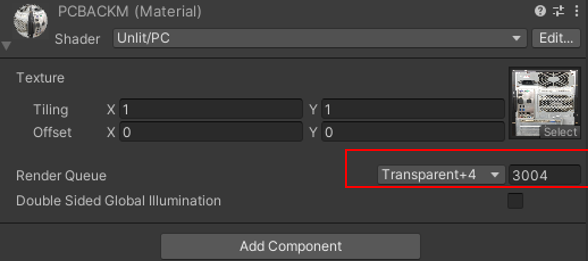 PCBACKM (Material)
Shader Unlit/PC Edit...
Texture
Tiling X 1 Y 1
Offset X 0 Y 0
Select
Render Queue Transparent+4 3004
Double Sided Global Illumination
Add Component